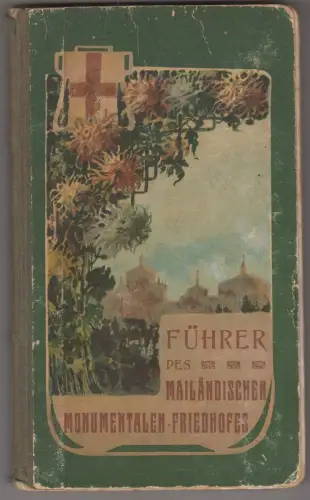 FÜHRER
DES
MAILÄNDISCHEN
MONUMENTALEN-FRIEDHOFES